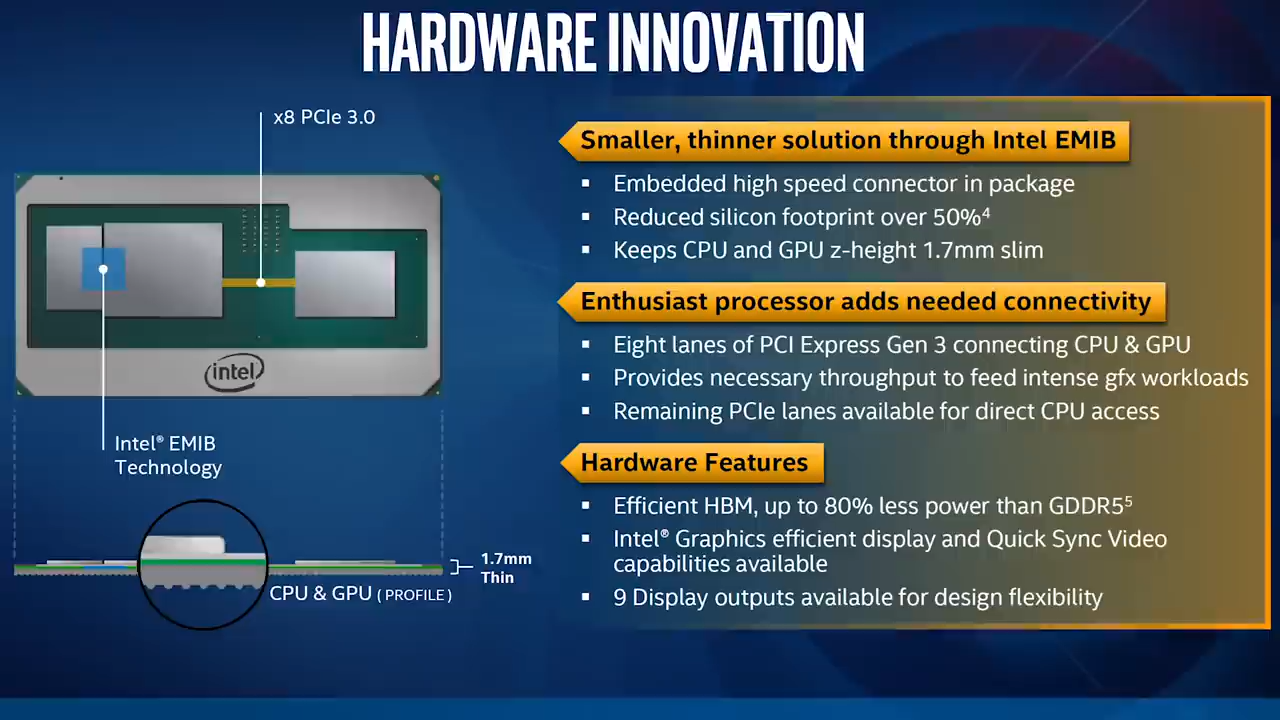 HARDWARE INNOVATION
x8 PCIe 3.0
intel
Intel® EMIB
Technology
1.7mm
Thin
CPU & GPU ( PROFILE )
Smaller, thinner solution through Intel EMIB
▪ Embedded high speed connector in package
▪ Reduced silicon footprint over 50%⁴
▪ Keeps CPU and GPU z-height 1.7mm slim
Enthusiast processor adds needed connectivity
▪ Eight lanes of PCI Express Gen 3 connecting CPU & GPU
▪ Provides necessary throughput to feed intense gfx workloads
▪ Remaining PCIe lanes available for direct CPU access
Hardware Features
▪ Efficient HBM, up to 80% less power than GDDR5⁵
▪ Intel® Graphics efficient display and Quick Sync Video
capabilities available
▪ 9 Display outputs available for design flexibility